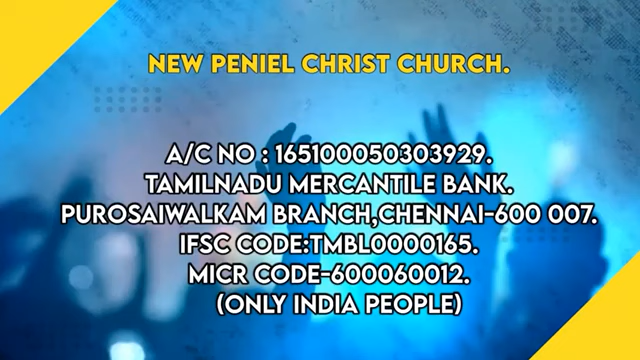 NEW PENIEL CHRIST CHURCH.
A/C NO : 165100050303929.
TAMILNADU MERCANTILE BANK.
PUROSAIWALKAM BRANCH,CHENNAI-600 007.
IFSC CODE:TMBL0000165.
MICR CODE-600060012.
(ONLY INDIA PEOPLE)